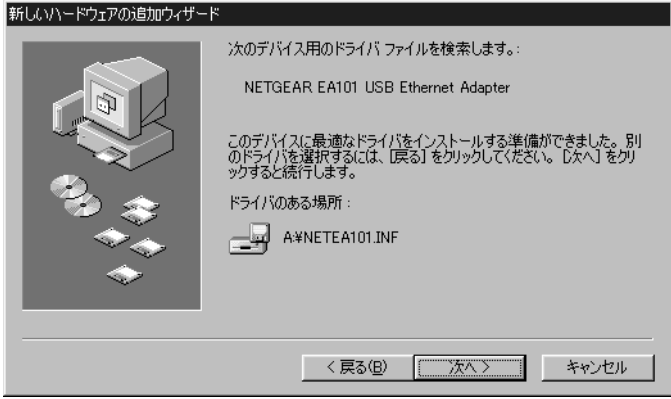 新しいハードウェアの追加ウィザード
次のデバイス用のドライバ ファイルを検索します。:
NETGEAR EA101 USB Ethernet Adapter
このデバイスに最適なドライバをインストールする準備ができました。別
のドライバを選択するには、[戻る] をクリックしてください。[次へ] をクリ
ックすると続行します。
ドライバのある場所:
A:¥NETEA101.INF
< 戻る(B)
次へ >
キャンセル